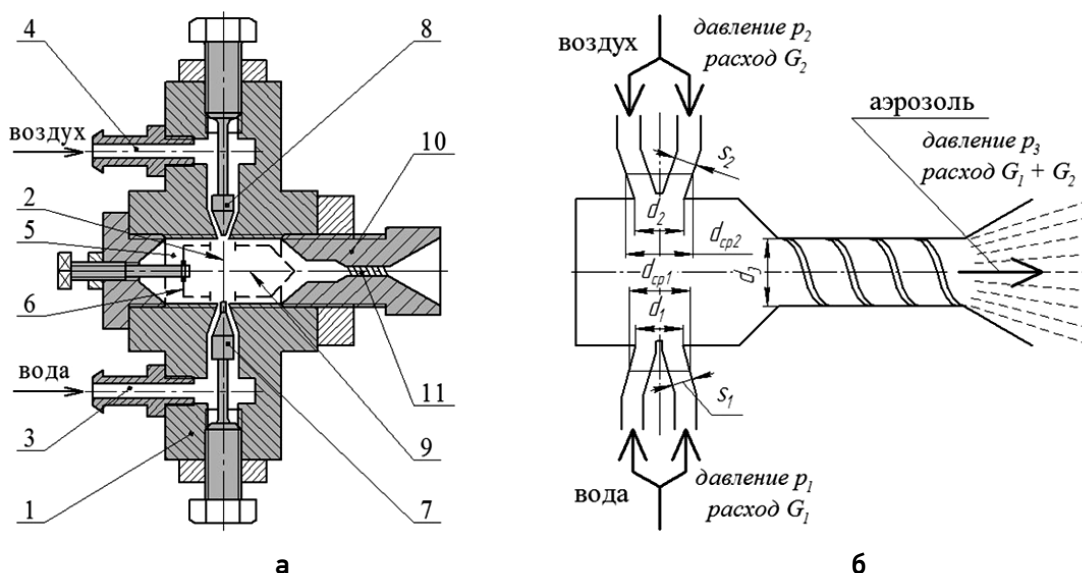 4
воздух
2
5
6
вода
3
1
8
10
11
9
7
а
воздух
давление p₂
расход G₂
аэрозоль
давление p₃
расход G₁ + G₂
s₂
d₂
dср2
dср1
d₁
d₃
s₁
вода
давление p₁
расход G₁
б